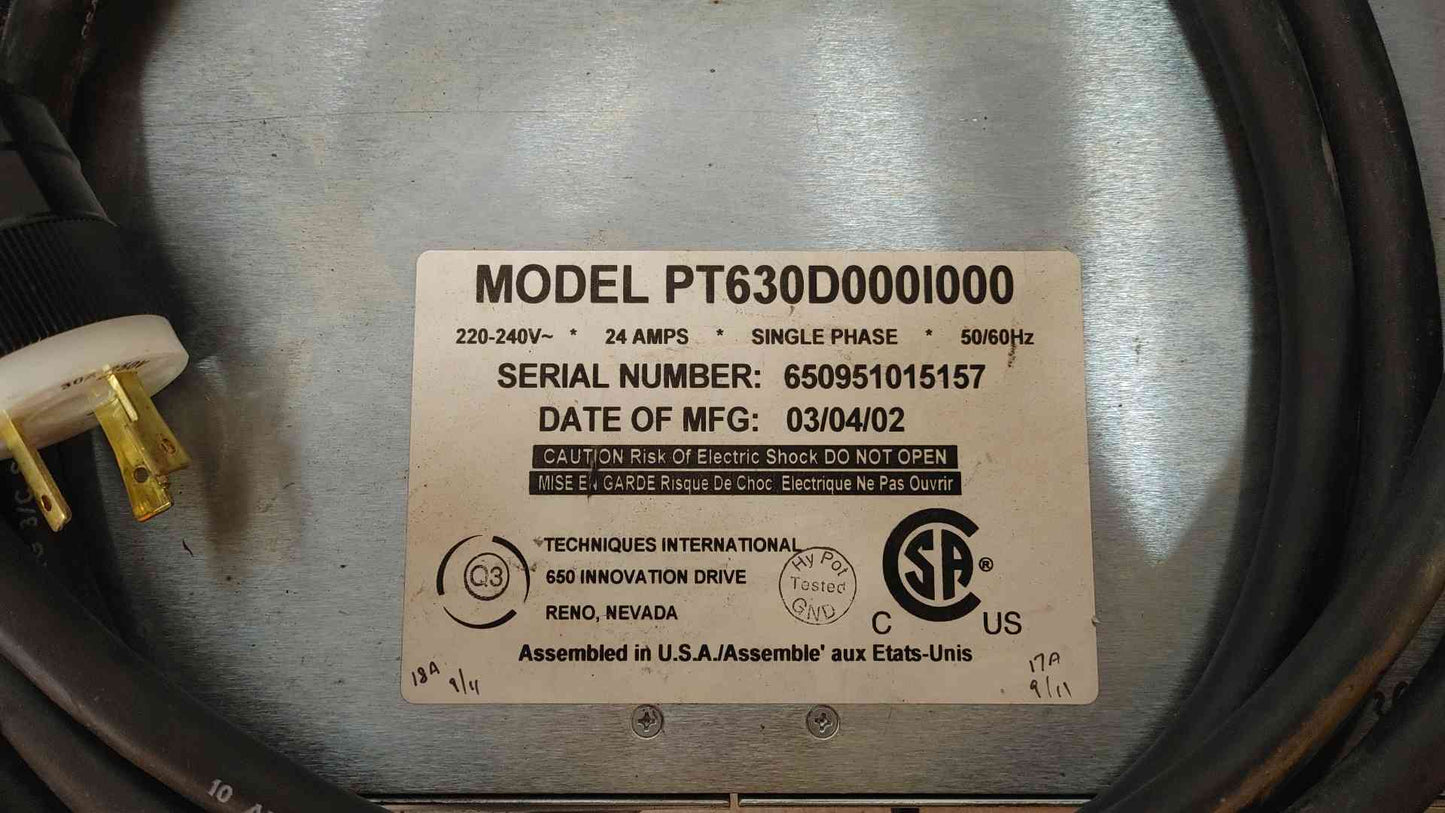 MODEL PT630D000I000
220-240V~ * 24 AMPS * SINGLE PHASE * 50/60Hz
SERIAL NUMBER: 650951015157
DATE OF MFG: 03/04/02
CAUTION Risk Of Electric Shock DO NOT OPEN
MISE EN GARDE Risque De Choc Electrique Ne Pas Ouvrir
Q3
TECHNIQUES INTERNATIONAL
650 INNOVATION DRIVE
RENO, NEVADA
Hy Pot
Tested
GND
CSA®
C US
Assembled in U.S.A./Assemble' aux Etats-Unis
18A
9/4
17A
9/11
10